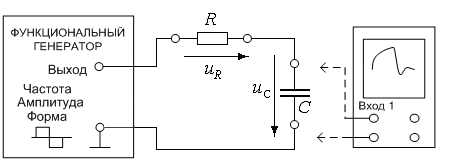 ФУНКЦИОНАЛЬНЫЙ
ГЕНЕРАТОР
Выход
Частота
Амплитуда
Форма
R
u_R
u_C
C
Вход 1